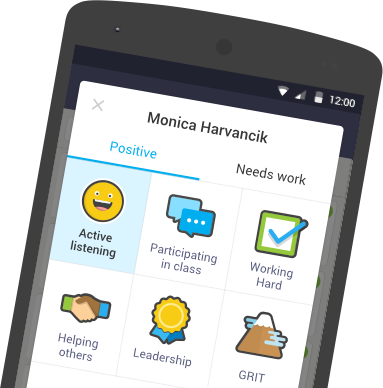 12:00
Monica Harvancik
Positive
Needs work
Active
listening
Participating
in class
Working
Hard
Helping
others
Leadership
GRIT